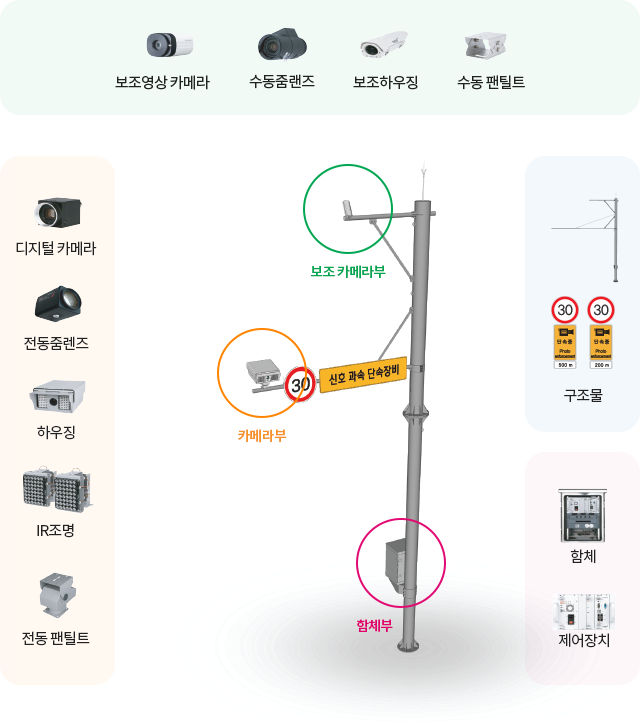 보조영상 카메라
수동줌랜즈
보조하우징
수동 팬틸트
디지털 카메라
전동줌렌즈
하우징
IR조명
전동 팬틸트
보조 카메라부
30
신호 과속 단속장비
카메라부
함체부
30
30
단속중
단속중
Photo
enforcement
Photo
enforcement
500 m
200 m
구조물
함체
제어장치